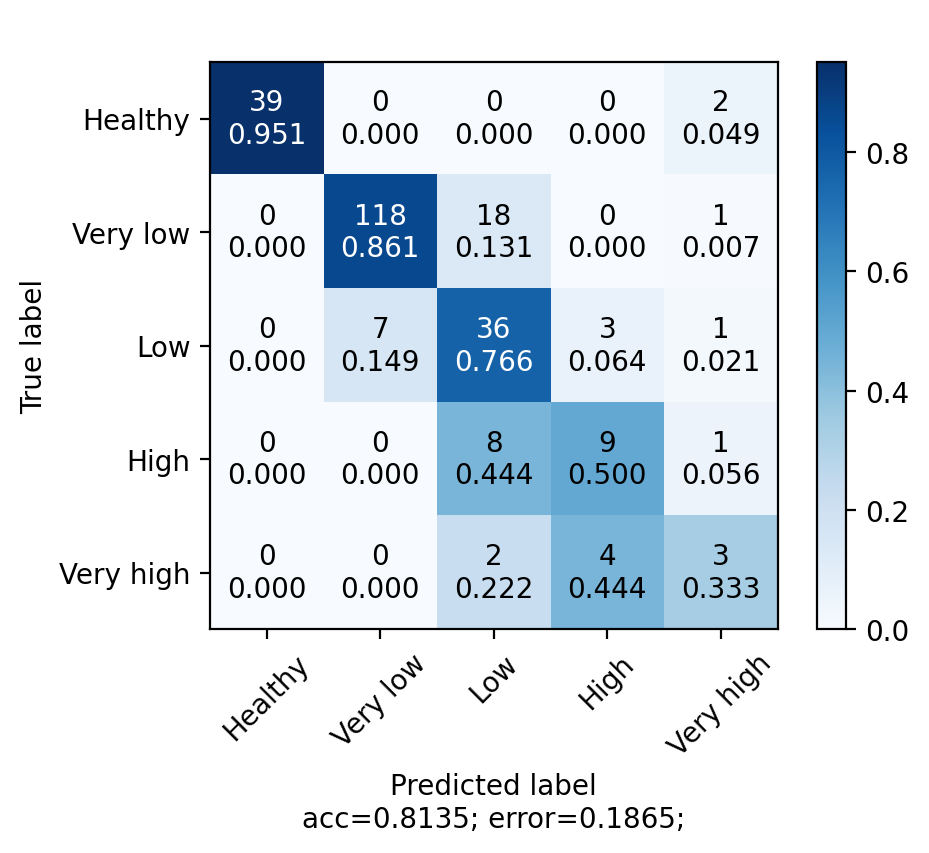 Healthy
39 0 0 0 2
0.951 0.000 0.000 0.000 0.049
Very low
0 118 18 0 1
0.000 0.861 0.131 0.000 0.007
Low
0 7 36 3 1
0.000 0.149 0.766 0.064 0.021
High
0 0 8 9 1
0.000 0.000 0.444 0.500 0.056
Very high
0 0 2 4 3
0.000 0.000 0.222 0.444 0.333
True label
Healthy
Very low
Low
High
Very high
Predicted label
acc=0.8135; error=0.1865;
0.8
0.6
0.4
0.2
0.0